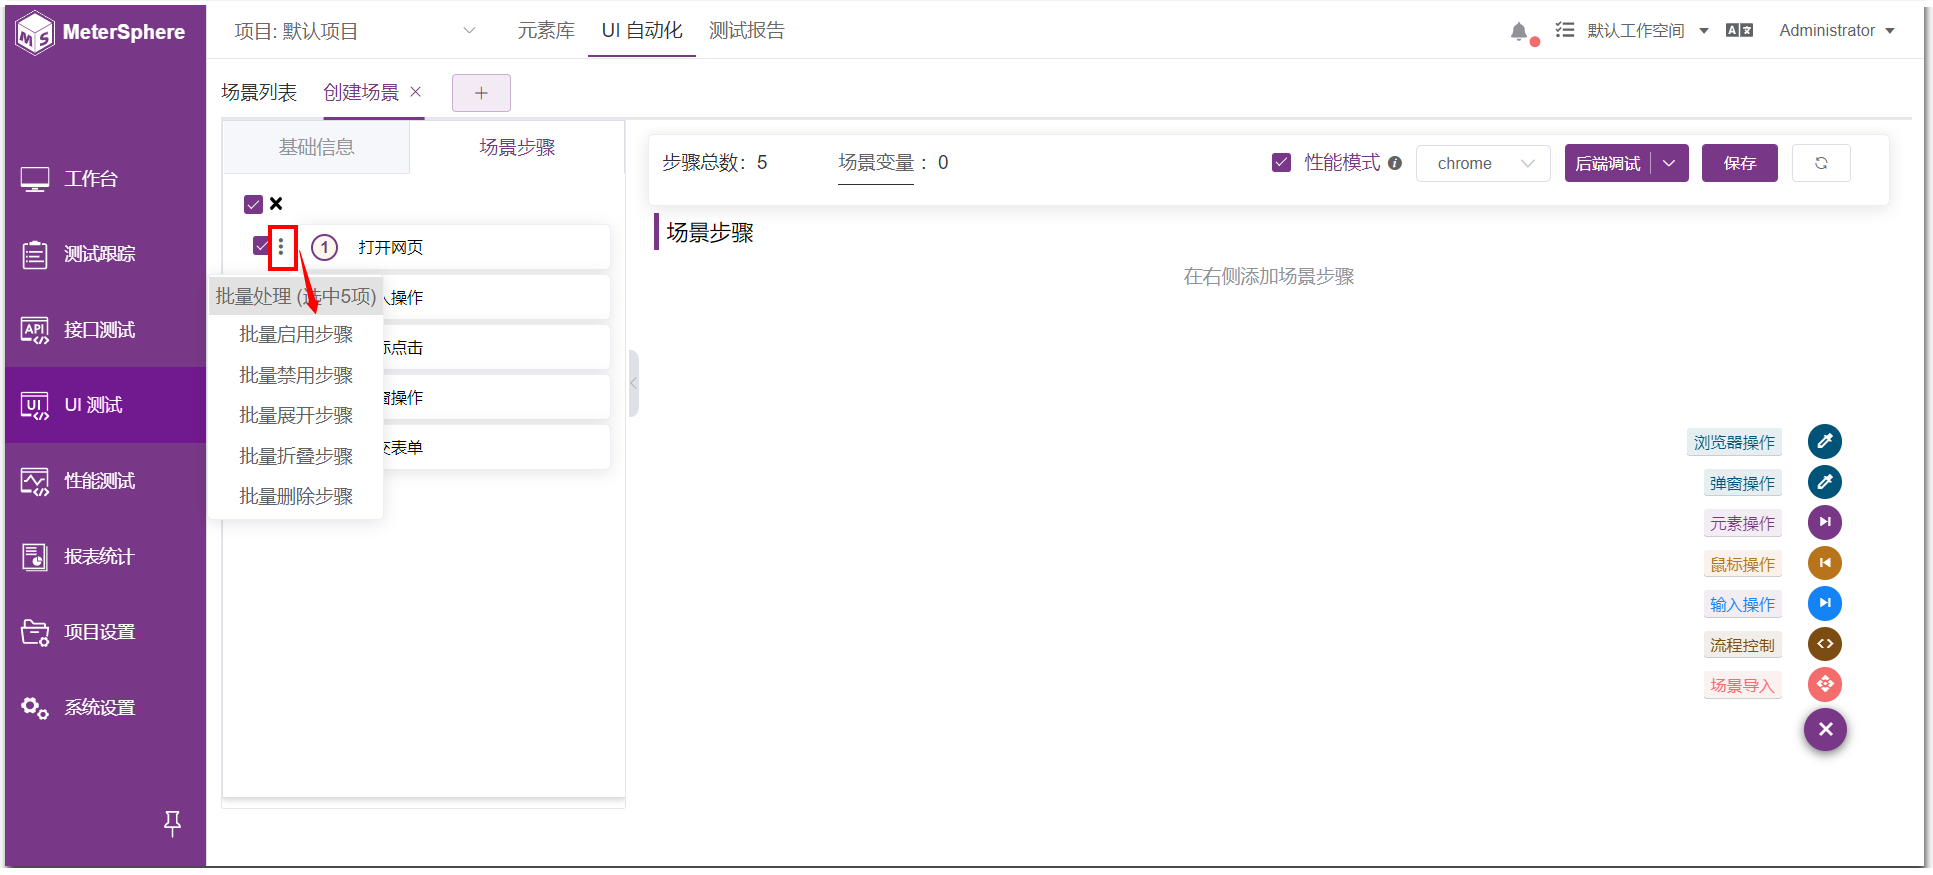 MeterSphere
项目: 默认项目
元素库
UI 自动化
测试报告
默认工作空间
Administrator
场景列表
创建场景
工作台
测试跟踪
API
接口测试
UI
UI 测试
性能测试
报表统计
项目设置
系统设置
基础信息
场景步骤
1
打开网页
批量处理 (选中5项)
操作
批量启用步骤
点击
批量禁用步骤
操作
批量展开步骤
表单
批量折叠步骤
批量删除步骤
步骤总数: 5
场景变量 : 0
性能模式
chrome
后端调试
保存
场景步骤
在右侧添加场景步骤
浏览器操作
弹窗操作
元素操作
鼠标操作
输入操作
流程控制
场景导入